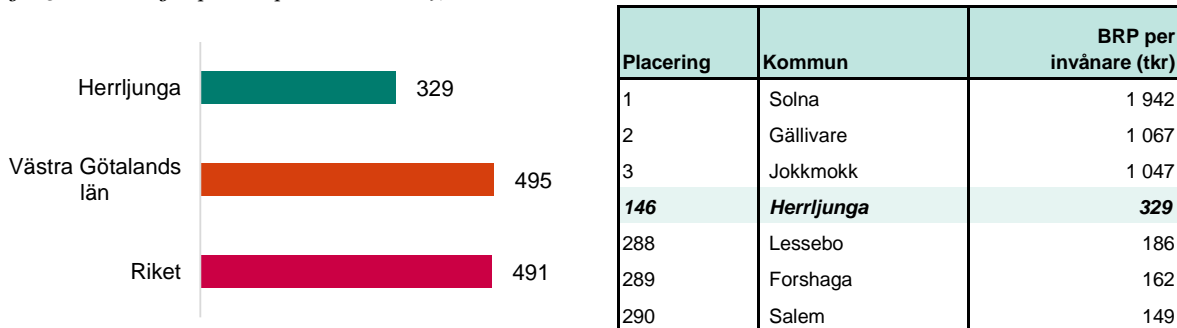 Herrljunga 329
Västra Götalands
län
495
Riket 491
Placering Kommun BRP per
invånare (tkr)
1 Solna 1 942
2 Gällivare 1 067
3 Jokkmokk 1 047
146 Herrljunga 329
288 Lessebo 186
289 Forshaga 162
290 Salem 149